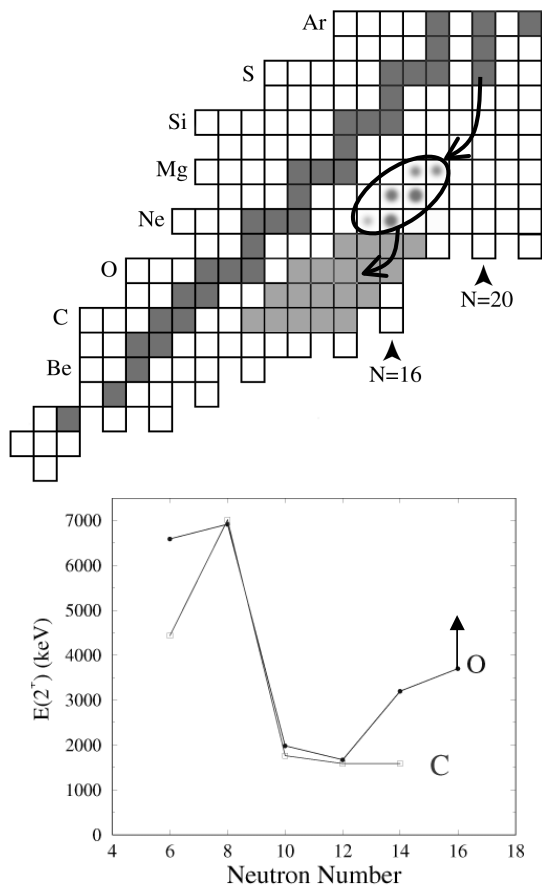 Ar
S
Si
Mg
Ne
O
C
Be
N=20
N=16
7000
6000
5000
4000
3000
2000
1000
0
E(2⁺) (keV)
O
C
4 6 8 10 12 14 16 18
Neutron Number